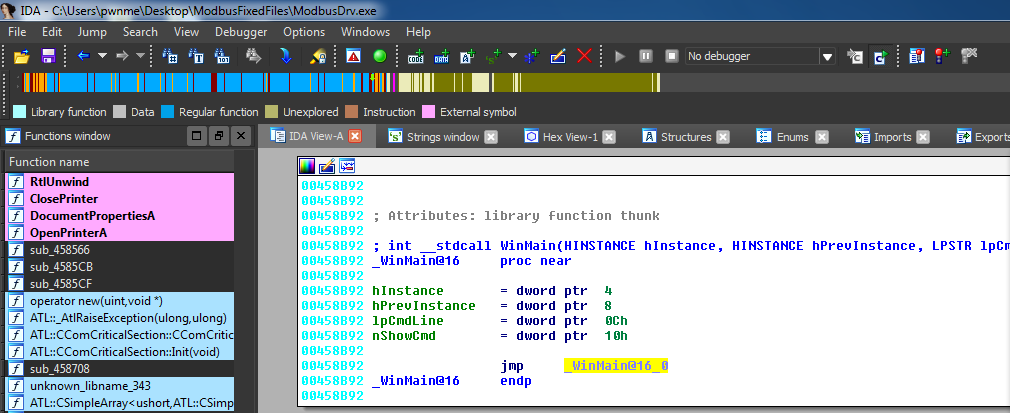 IDA - C:\Users\pwnme\Desktop\ModbusFixedFiles\ModbusDrv.exe
File Edit Jump Search View Debugger Options Windows Help
No debugger
Library function Data Regular function Unexplored Instruction External symbol
Functions window
IDA View-A Strings window Hex View-1 Structures Enums Imports Exports
Function name
RtlUnwind
ClosePrinter
DocumentPropertiesA
OpenPrinterA
sub_458566
sub_4585CB
sub_4585CF
operator new(uint,void *)
ATL::_AtlRaiseException(ulong,ulong)
ATL::CComCriticalSection::CComCritic
ATL::CComCriticalSection::Init(void)
sub_458708
unknown_libname_343
ATL::CSimpleArray<ushort,ATL::CSimp
00458B92
00458B92
00458B92 ; Attributes: library function thunk
00458B92
00458B92 ; int __stdcall WinMain(HINSTANCE hInstance, HINSTANCE hPrevInstance, LPSTR lpCm
00458B92 _WinMain@16 proc near
00458B92
00458B92 hInstance = dword ptr 4
00458B92 hPrevInstance = dword ptr 8
00458B92 lpCmdLine = dword ptr 0Ch
00458B92 nShowCmd = dword ptr 10h
00458B92
00458B92 jmp _WinMain@16_0
00458B92 _WinMain@16 endp
00458B92